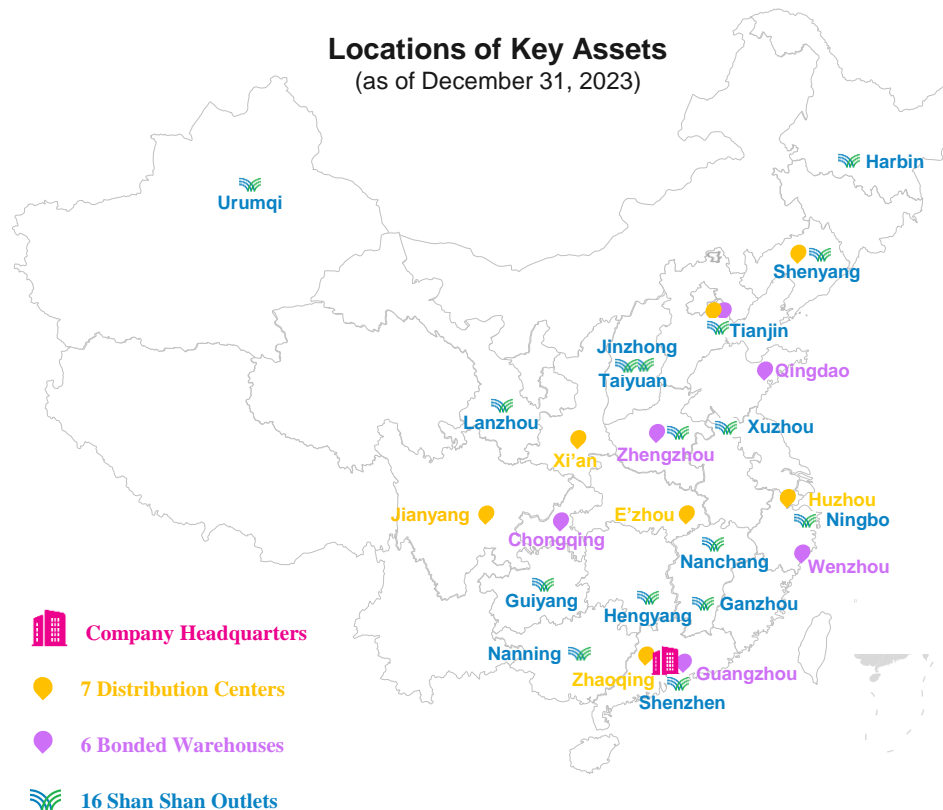 Locations of Key Assets
(as of December 31, 2023)
Harbin
Urumqi
Shenyang
Tianjin
Jinzhong
Taiyuan
Qingdao
Lanzhou
Xuzhou
Zhengzhou
Xi’an
Jianyang
E’zhou
Huzhou
Ningbo
Chongqing
Nanchang
Wenzhou
Guiyang
Hengyang
Ganzhou
Company Headquarters
Nanning
Zhaoqing
Guangzhou
Shenzhen
7 Distribution Centers
6 Bonded Warehouses
16 Shan Shan Outlets